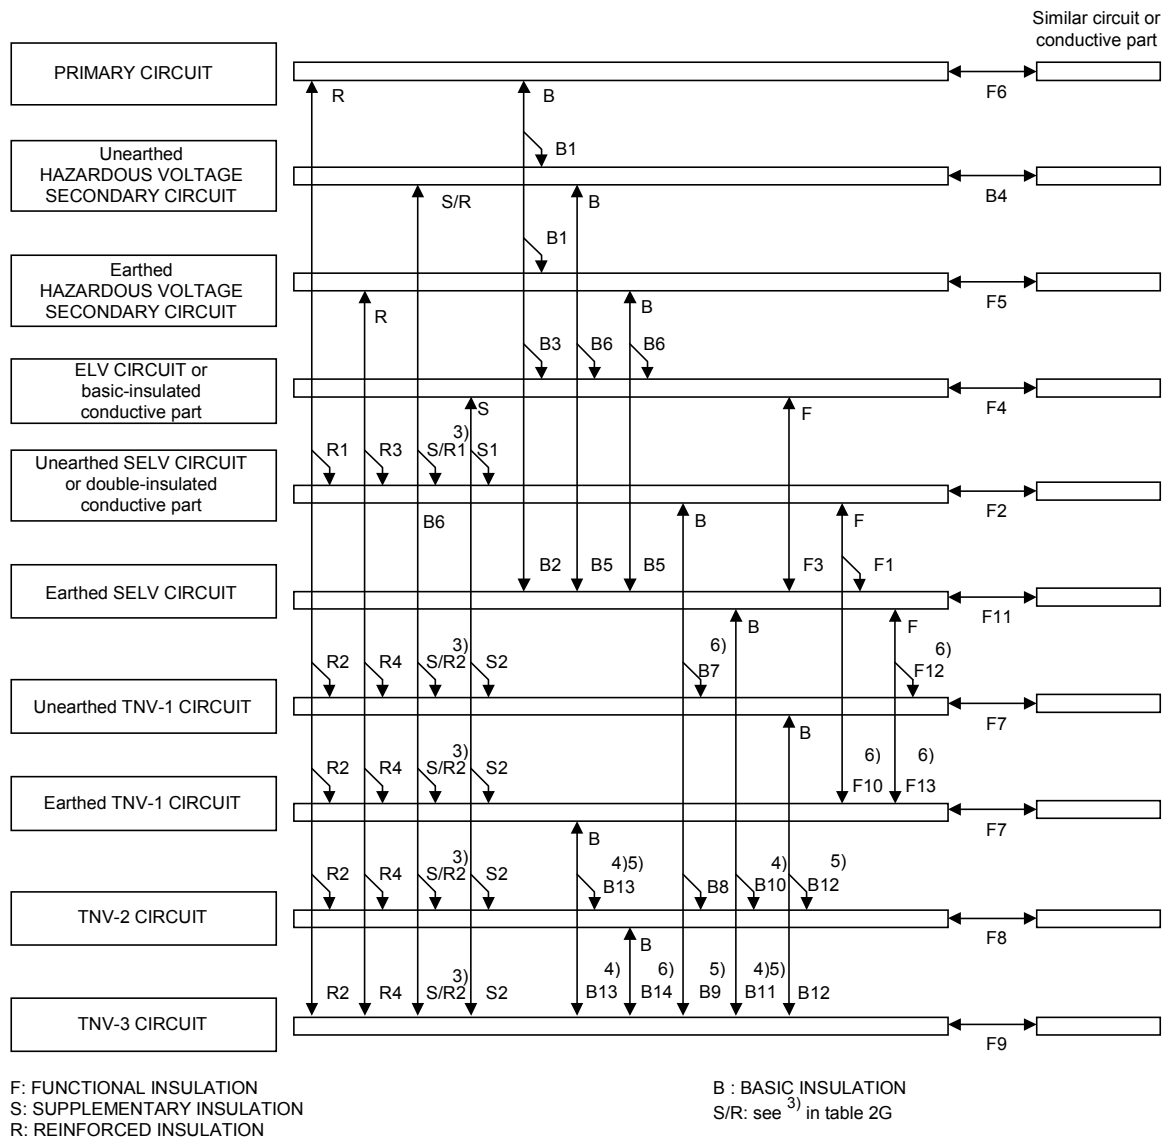 Similar circuit or
conductive part
PRIMARY CIRCUIT
F6
R
B
Unearthed
HAZARDOUS VOLTAGE
SECONDARY CIRCUIT
B1
S/R
B
B4
B1
Earthed
HAZARDOUS VOLTAGE
SECONDARY CIRCUIT
R
B
F5
B3
B6
B6
ELV CIRCUIT or
basic-insulated
conductive part
S
F
F4
3)
R1
R3
S/R1
S1
Unearthed SELV CIRCUIT
or double-insulated
conductive part
B6
B
F
F2
B2
B5
B5
F3
F1
Earthed SELV CIRCUIT
B
F
F11
3)
6)
6)
R2
R4
S/R2
S2
B7
F12
Unearthed TNV-1 CIRCUIT
B
F7
3)
6)
6)
R2
R4
S/R2
S2
F10
F13
Earthed TNV-1 CIRCUIT
B
F7
3)
4)5)
4)
5)
R2
R4
S/R2
S2
B13
B8
B10
B12
TNV-2 CIRCUIT
B
F8
3)
4)
6)
5)
4)5)
R2
R4
S/R2
S2
B13
B14
B9
B11
B12
TNV-3 CIRCUIT
F9
F: FUNCTIONAL INSULATION
S: SUPPLEMENTARY INSULATION
R: REINFORCED INSULATION
B : BASIC INSULATION
S/R: see 3) in table 2G